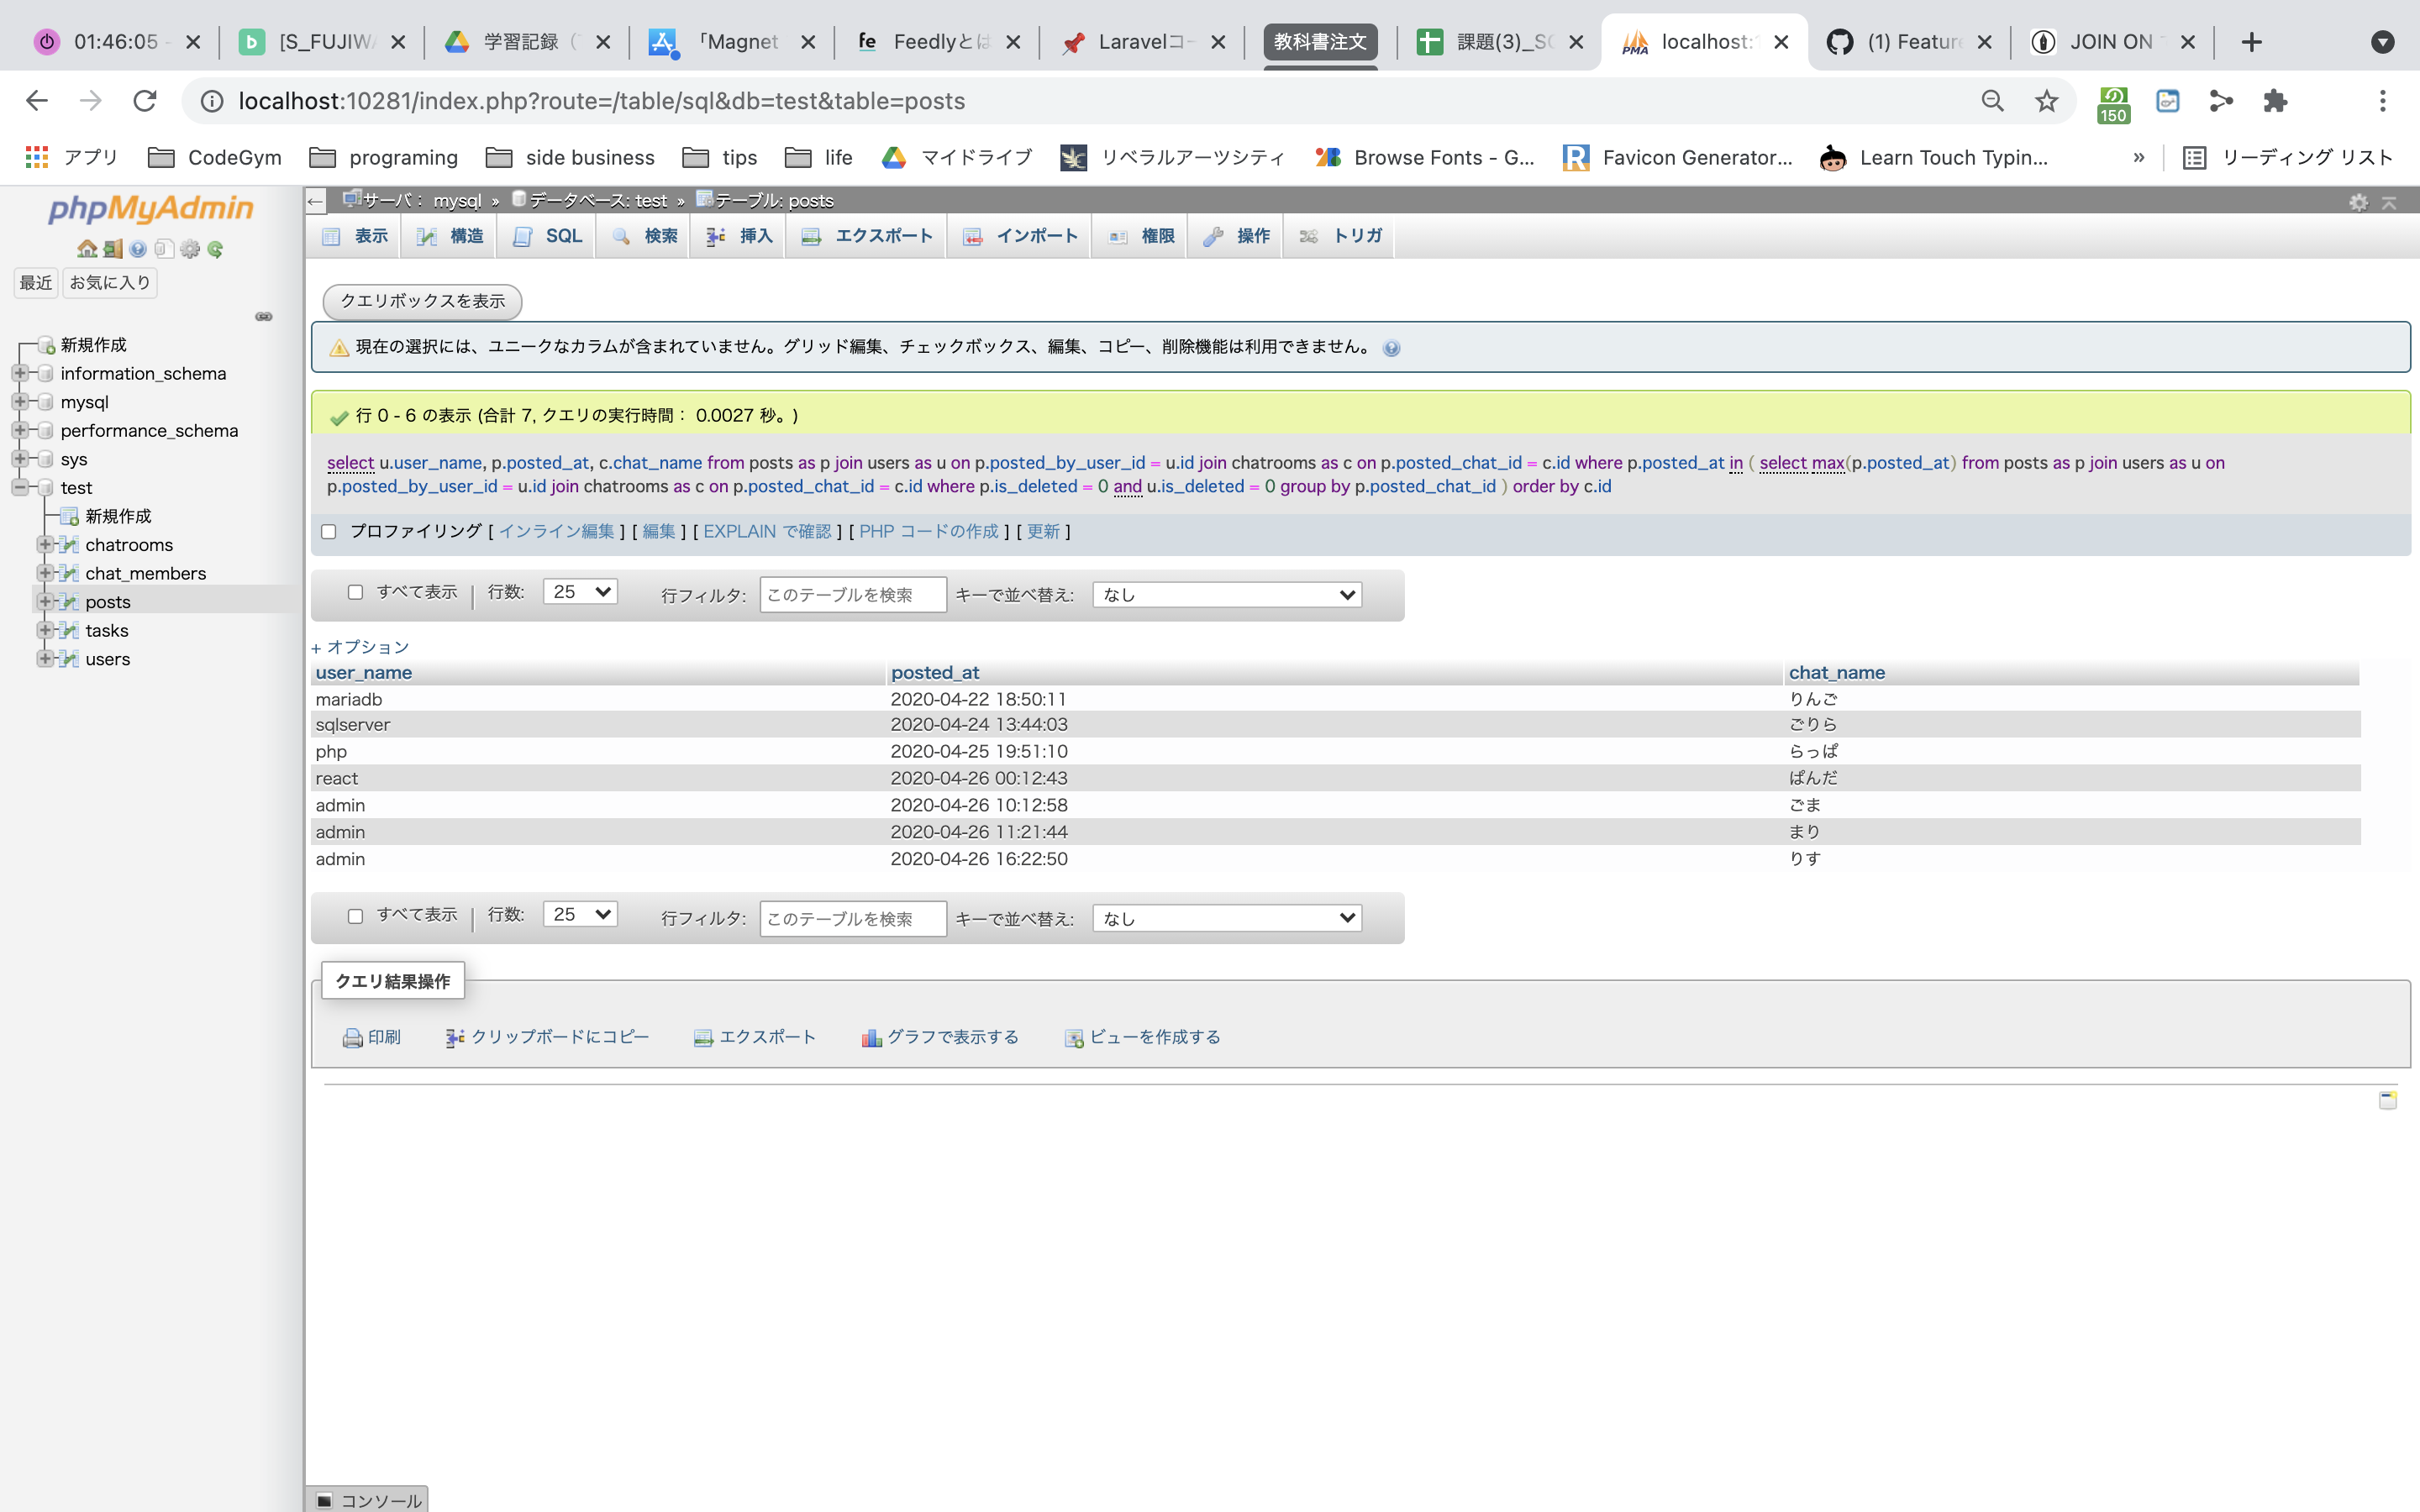 01:46:05 -
[S_FUJIW
学習記録 (
「Magnet
Feedlyとは
Laravelコー
教科書注文
課題(3)_SQ
localhost:1
(1) Feature
JOIN ON
localhost:10281/index.php?route=/table/sql&db=test&table=posts
150
アプリ CodeGym programing side business tips life マイドライブ リベラルアーツシティ Browse Fonts - G... Favicon Generator... Learn Touch Typin... » リーディング リスト
phpMyAdmin
最近 お気に入り
新規作成
information_schema
mysql
performance_schema
sys
test
新規作成
chatrooms
chat_members
posts
tasks
users
サーバ: mysql » データベース: test » テーブル: posts
表示 構造 SQL 検索 挿入 エクスポート インポート 権限 操作 トリガ
クエリボックスを表示
現在の選択には、ユニークなカラムが含まれていません。グリッド編集、チェックボックス、編集、コピー、削除機能は利用できません。
行 0 - 6 の表示 (合計 7, クエリの実行時間: 0.0027 秒。)
select u.user_name, p.posted_at, c.chat_name from posts as p join users as u on p.posted_by_user_id = u.id join chatrooms as c on p.posted_chat_id = c.id where p.posted_at in ( select max(p.posted_at) from posts as p join users as u on
p.posted_by_user_id = u.id join chatrooms as c on p.posted_chat_id = c.id where p.is_deleted = 0 and u.is_deleted = 0 group by p.posted_chat_id ) order by c.id
プロファイリング [ インライン編集 ] [ 編集 ] [ EXPLAIN で確認 ] [ PHP コードの作成 ] [ 更新 ]
すべて表示 | 行数: 25 行フィルタ: このテーブルを検索 キーで並べ替え: なし
+ オプション
user_name posted_at chat_name
mariadb 2020-04-22 18:50:11 りんご
sqlserver 2020-04-24 13:44:03 ごりら
php 2020-04-25 19:51:10 らっぱ
react 2020-04-26 00:12:43 ぱんだ
admin 2020-04-26 10:12:58 ごま
admin 2020-04-26 11:21:44 まり
admin 2020-04-26 16:22:50 りす
すべて表示 | 行数: 25 行フィルタ: このテーブルを検索 キーで並べ替え: なし
クエリ結果操作
印刷 クリップボードにコピー エクスポート グラフで表示する ビューを作成する
コンソール